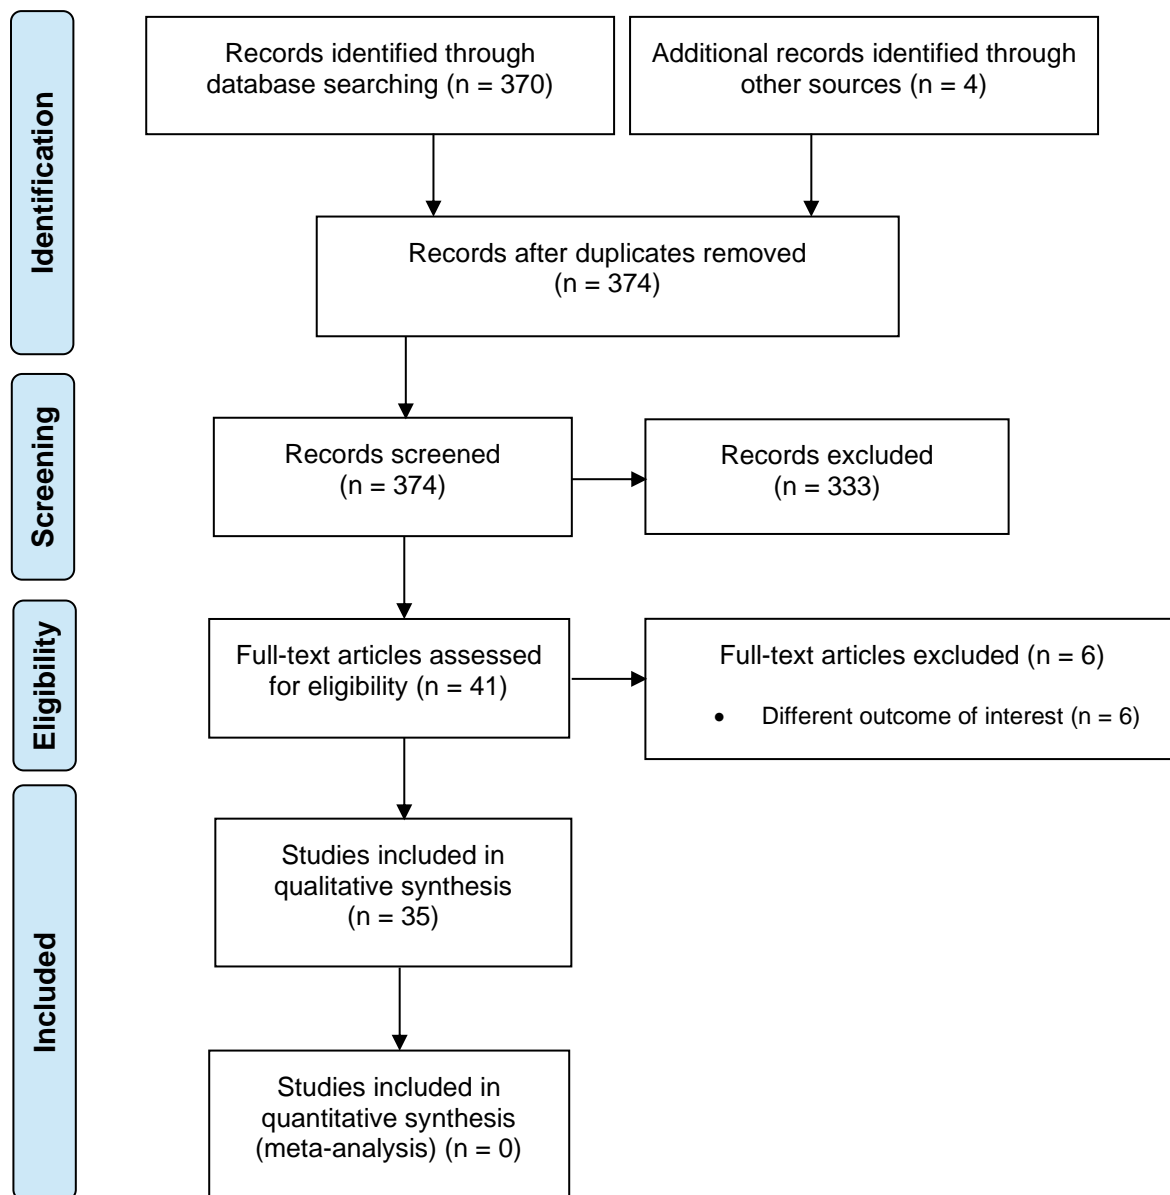 Identification
Records identified through
database searching (n = 370)
Additional records identified through
other sources (n = 4)
Records after duplicates removed
(n = 374)
Screening
Records screened
(n = 374)
Records excluded
(n = 333)
Eligibility
Full-text articles assessed
for eligibility (n = 41)
Full-text articles excluded (n = 6)
• Different outcome of interest (n = 6)
Included
Studies included in
qualitative synthesis
(n = 35)
Studies included in
quantitative synthesis
(meta-analysis) (n = 0)